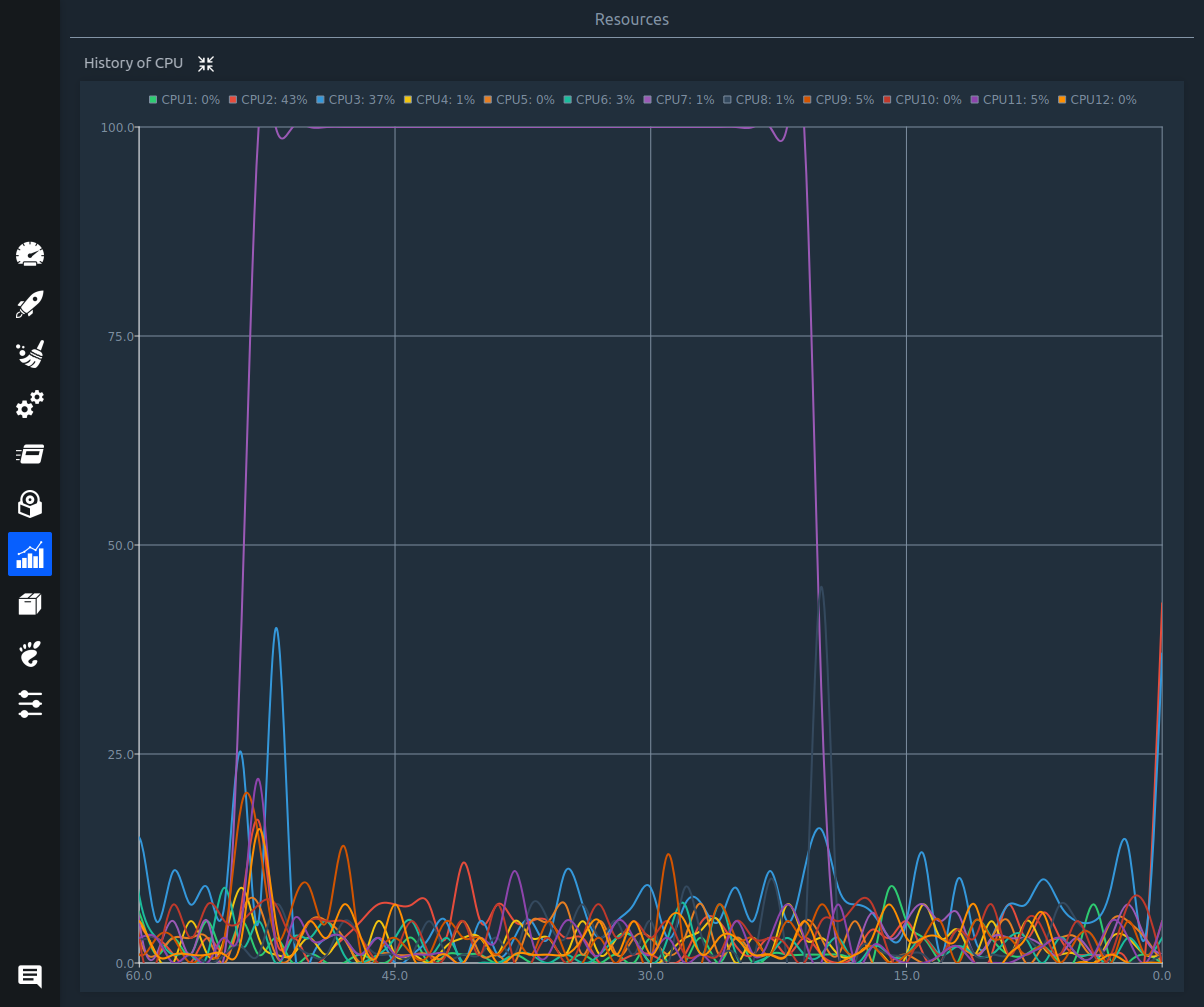 Resources
History of CPU
CPU1: 0% CPU2: 43% CPU3: 37% CPU4: 1% CPU5: 0% CPU6: 3% CPU7: 1% CPU8: 1% CPU9: 5% CPU10: 0% CPU11: 5% CPU12: 0%
100.0
75.0
50.0
25.0
0.0
60.0 45.0 30.0 15.0 0.0